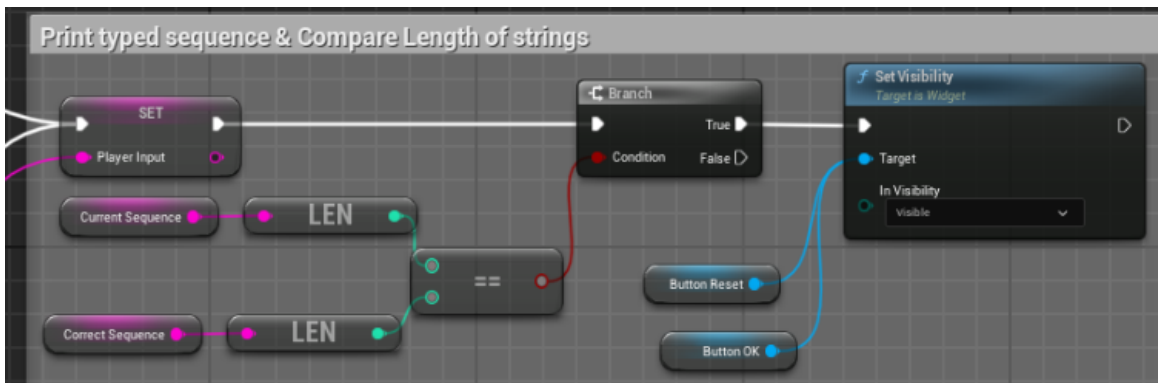 Print typed sequence & Compare Length of strings
SET
Player Input
Current Sequence
LEN
Correct Sequence
LEN
==
Branch
True
Condition
False
Button Reset
Button OK
f Set Visibility
Target is Widget
Target
In Visibility
Visible